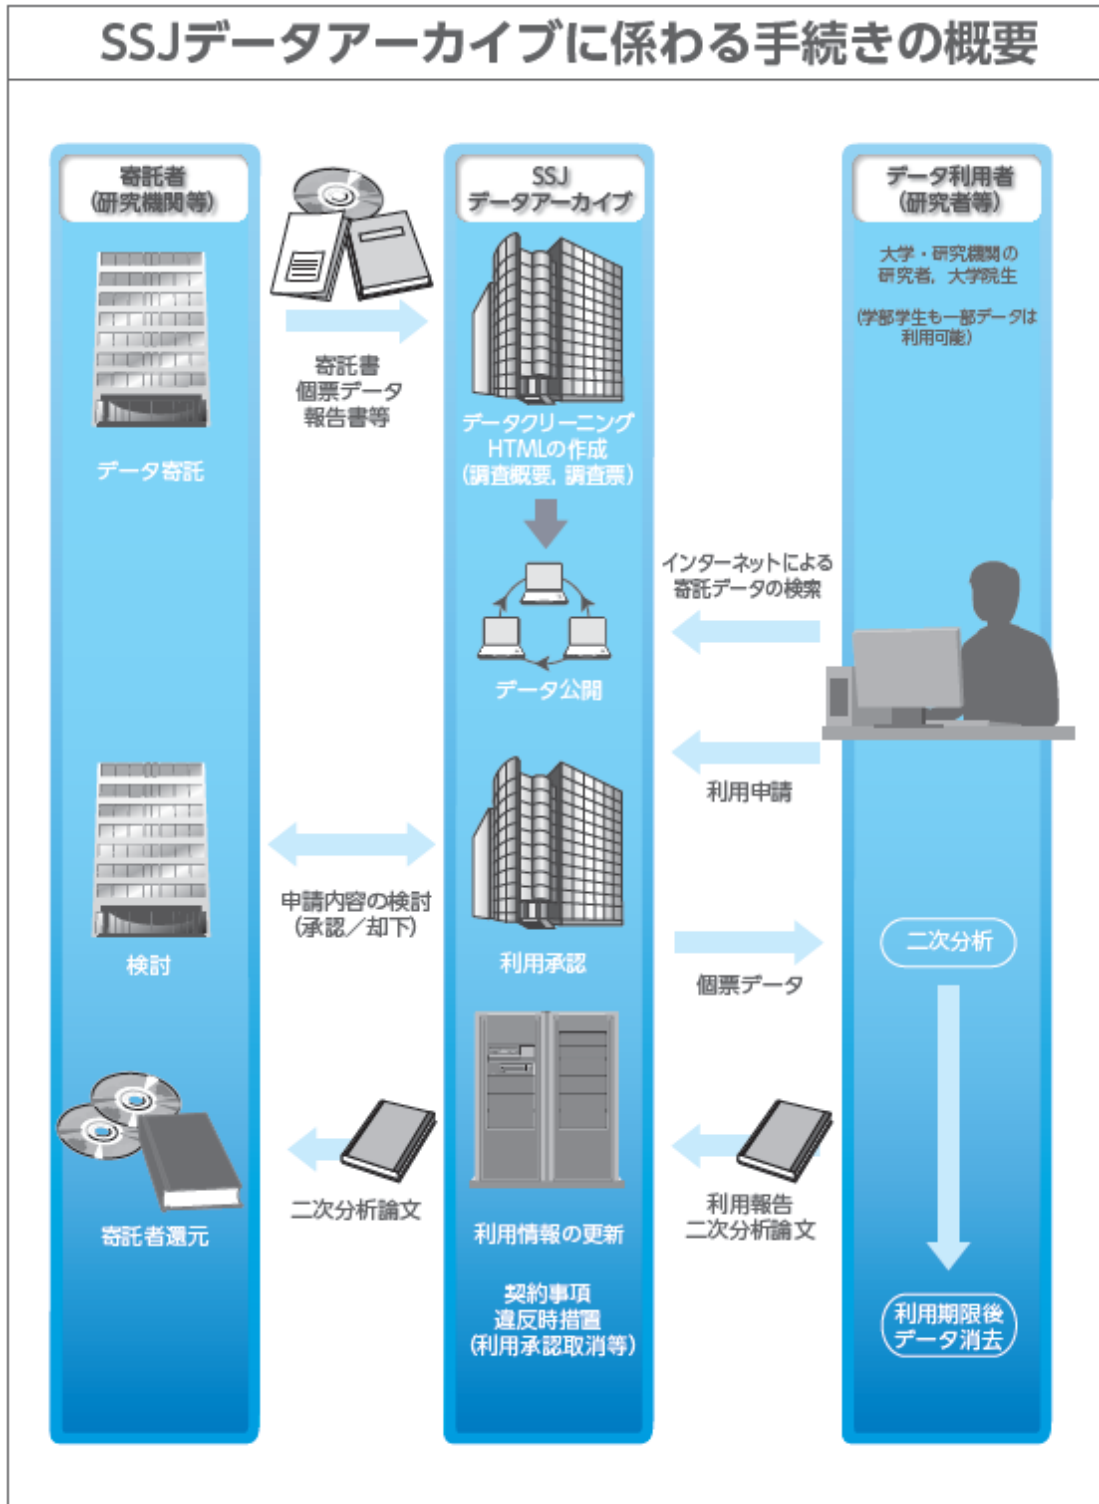 SSJデータアーカイブに係わる手続きの概要
寄託者
(研究機関等)
SSJ
データアーカイブ
データ利用者
(研究者等)
大学・研究機関の
研究者, 大学院生
(学部学生も一部データは
利用可能)
寄託書
個票データ
報告書等
データ寄託
データクリーニング
HTMLの作成
(調査概要, 調査票)
インターネットによる
寄託データの検索
データ公開
利用申請
申請内容の検討
(承認／却下)
検討
利用承認
個票データ
二次分析
二次分析論文
利用報告
二次分析論文
寄託者還元
利用情報の更新
契約事項
違反時措置
(利用承認取消等)
利用期限後
データ消去